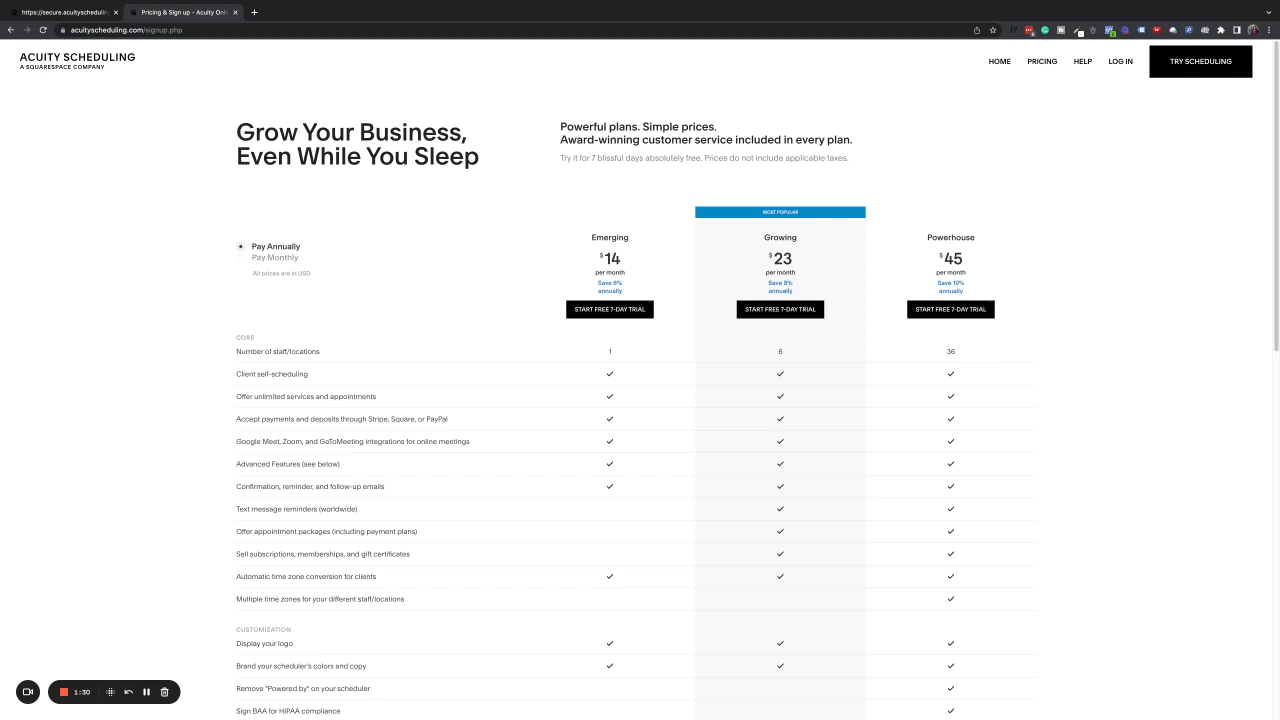 https://secure.acuityschedulin
Pricing & Sign up - Acuity Onl
acuityscheduling.com/signup.php
ACUITY SCHEDULING
A SQUARESPACE COMPANY
HOME
PRICING
HELP
LOG IN
TRY SCHEDULING
Grow Your Business,
Even While You Sleep
Powerful plans. Simple prices.
Award-winning customer service included in every plan.
Try it for 7 blissful days absolutely free. Prices do not include applicable taxes.
MOST POPULAR
Pay Annually
Pay Monthly
All prices are in USD
Emerging
$14
per month
Save 6%
annually
START FREE 7-DAY TRIAL
Growing
$23
per month
Save 8%
annually
START FREE 7-DAY TRIAL
Powerhouse
$45
per month
Save 10%
annually
START FREE 7-DAY TRIAL
CORE
Number of staff/locations 1 6 36
Client self-scheduling
Offer unlimited services and appointments
Accept payments and deposits through Stripe, Square, or PayPal
Google Meet, Zoom, and GoToMeeting integrations for online meetings
Advanced Features (see below)
Confirmation, reminder, and follow-up emails
Text message reminders (worldwide)
Offer appointment packages (including payment plans)
Sell subscriptions, memberships, and gift certificates
Automatic time zone conversion for clients
Multiple time zones for your different staff/locations
CUSTOMIZATION
Display your logo
Brand your scheduler's colors and copy
Remove "Powered by" on your scheduler
Sign BAA for HIPAA compliance
1:30